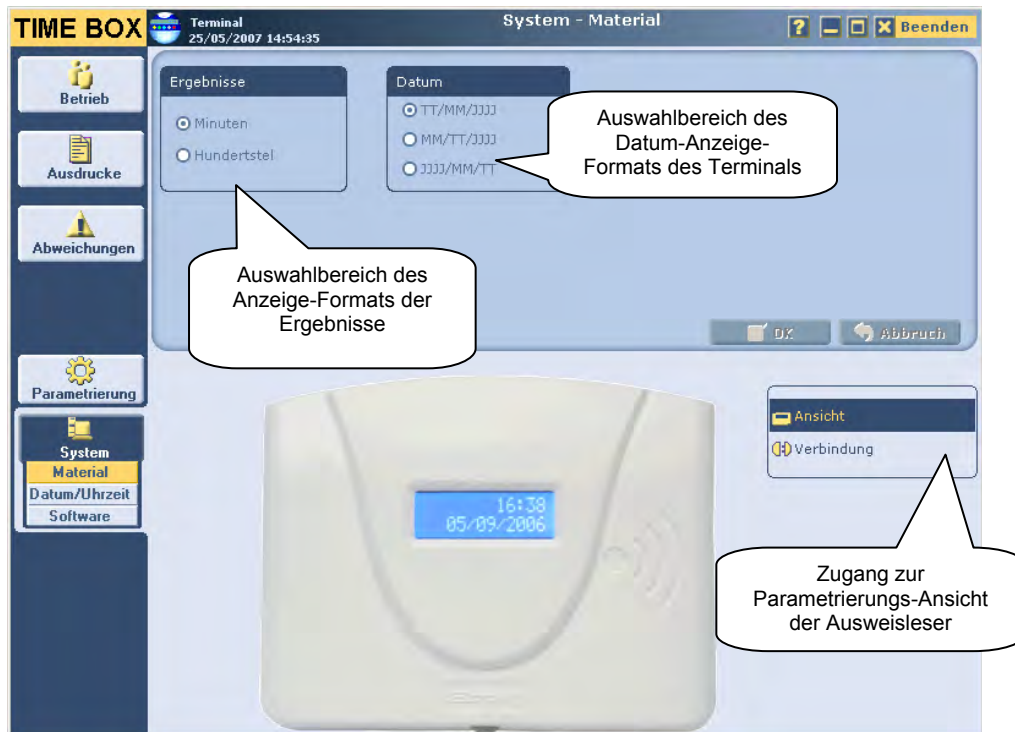 TIME BOX
Terminal
25/05/2007 14:54:35
System - Material
?
Beenden
Betrieb
Ausdrucke
Abweichungen
Parametrierung
System
Material
Datum/Uhrzeit
Software
Ergebnisse
Minuten
Hundertstel
Datum
TT/MM/JJJJ
MM/TT/JJJJ
JJJJ/MM/TT
Auswahlbereich des
Datum-Anzeige-
Formats des Terminals
Auswahlbereich des
Anzeige-Formats der
Ergebnisse
OK
Abbruch
16:38
05/09/2006
Ansicht
Verbindung
Zugang zur
Parametrierungs-Ansicht
der Ausweisleser